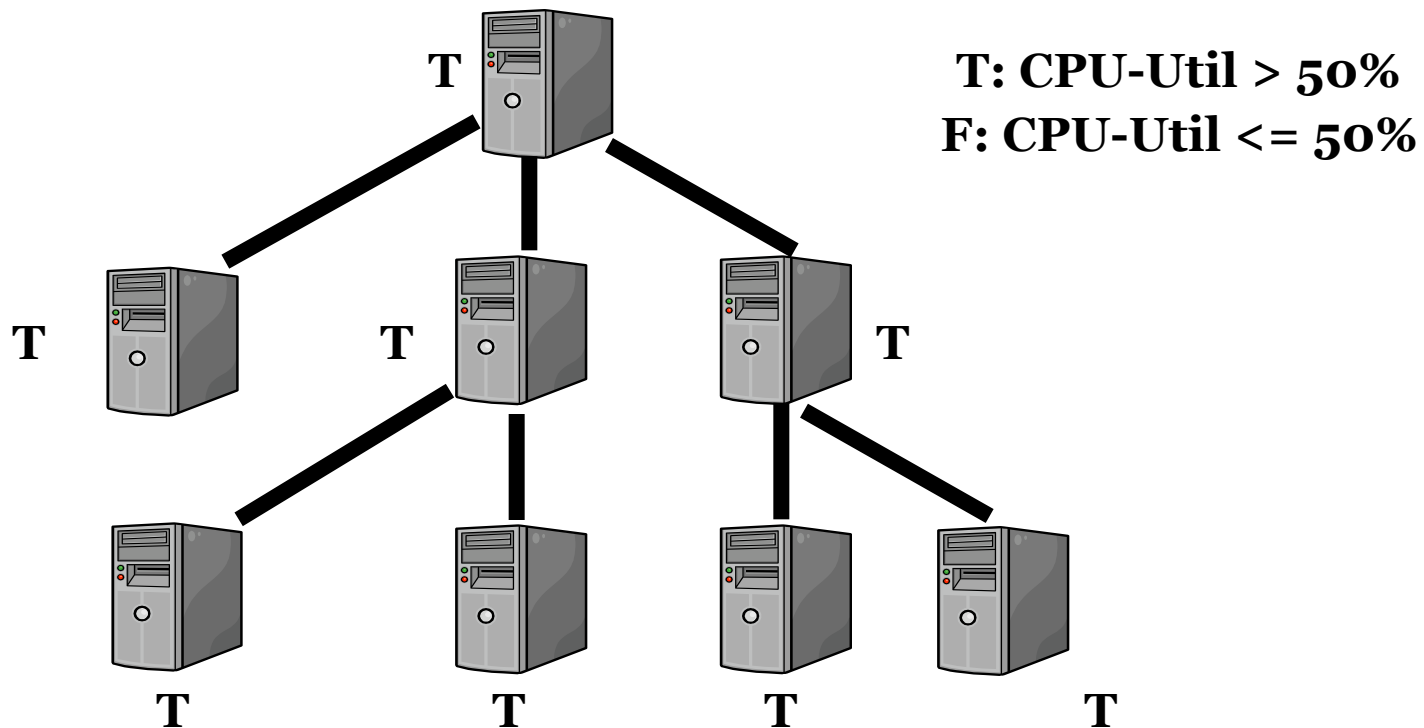 T
T: CPU-Util > 50%
F: CPU-Util <= 50%
T T T
T T T T